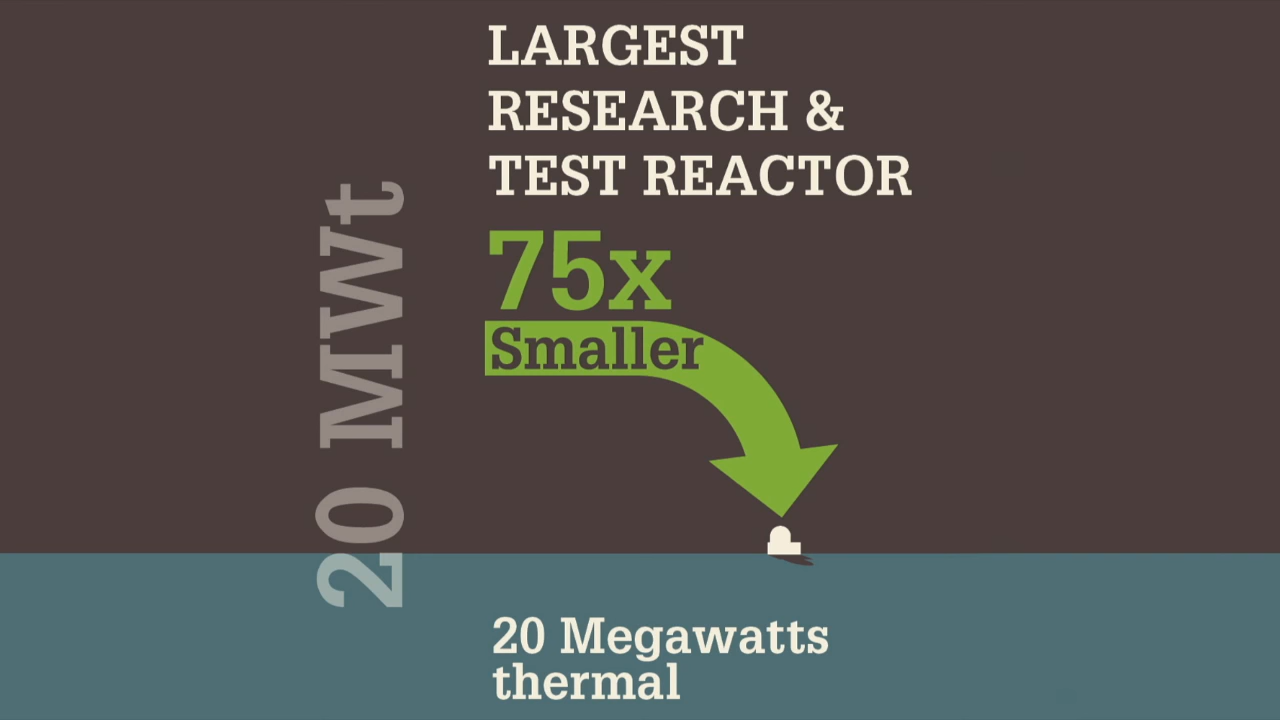 LARGEST
RESEARCH &
TEST REACTOR
75x
Smaller
20 MWt
20 Megawatts
thermal